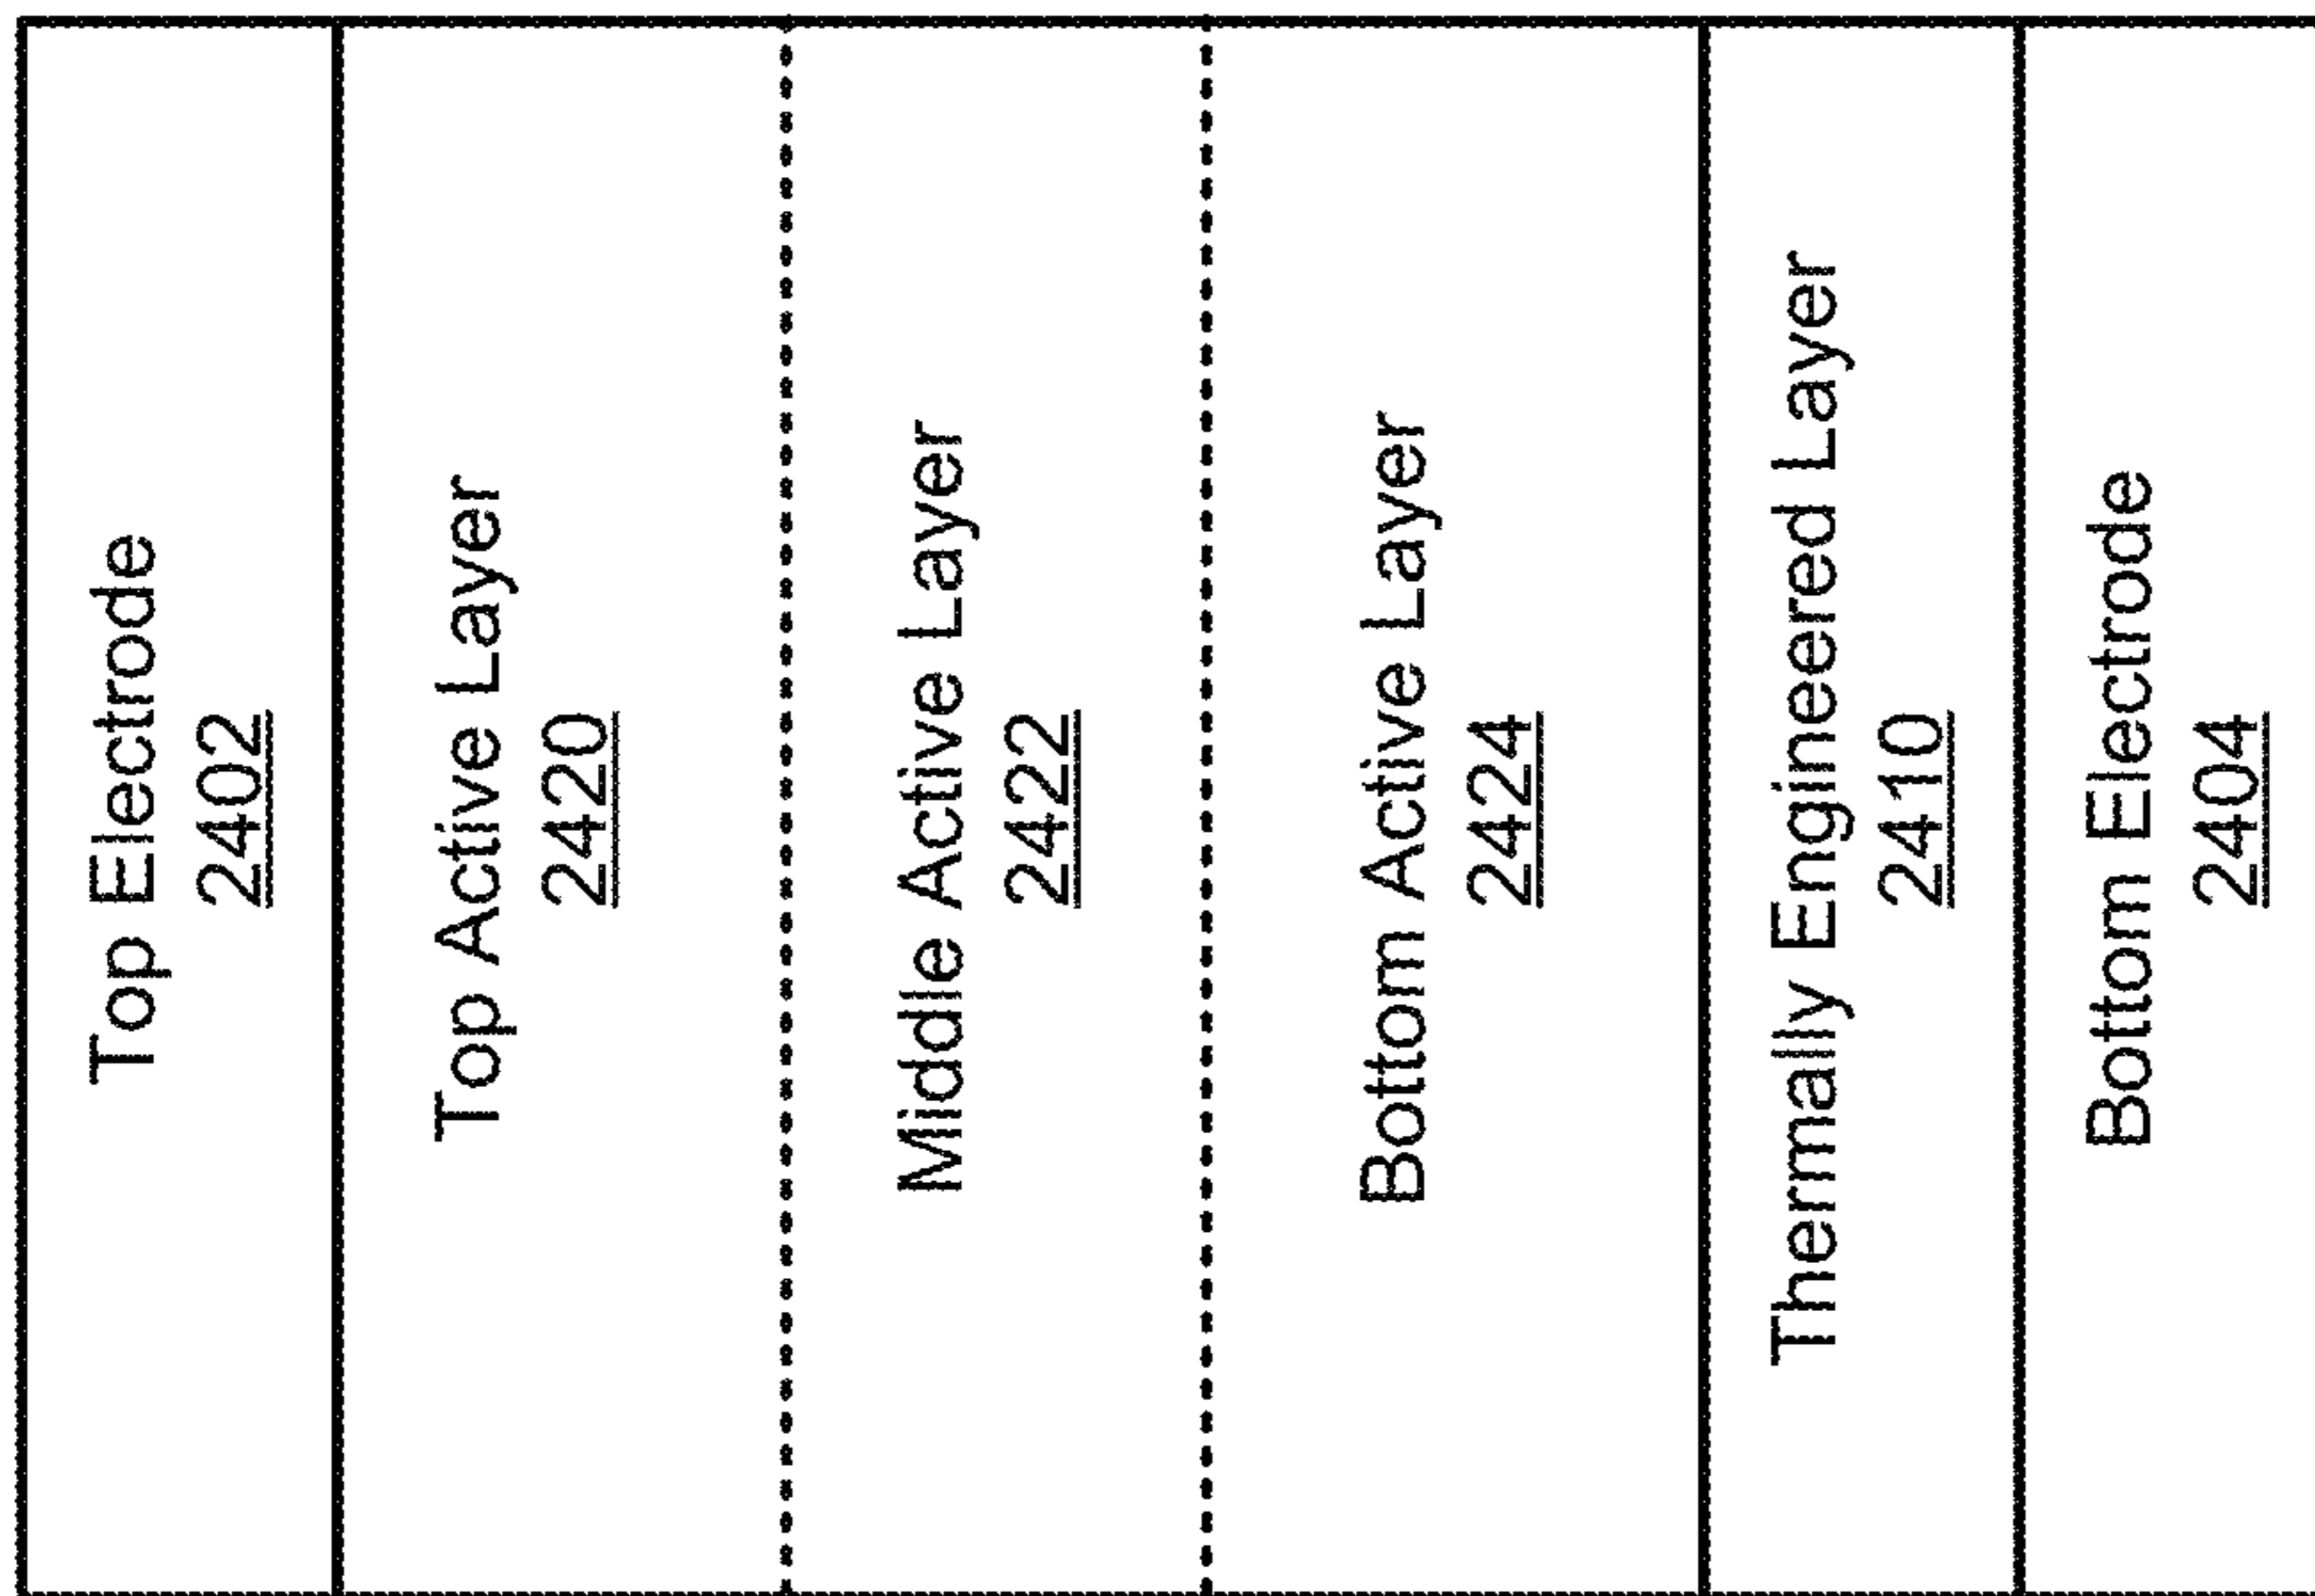 Top Electrode
2402
Top Active Layer
2420
Middle Active Layer
2422
Bottom Active Layer
2424
Thermally Engineered Layer
2410
Bottom Electrode
2404